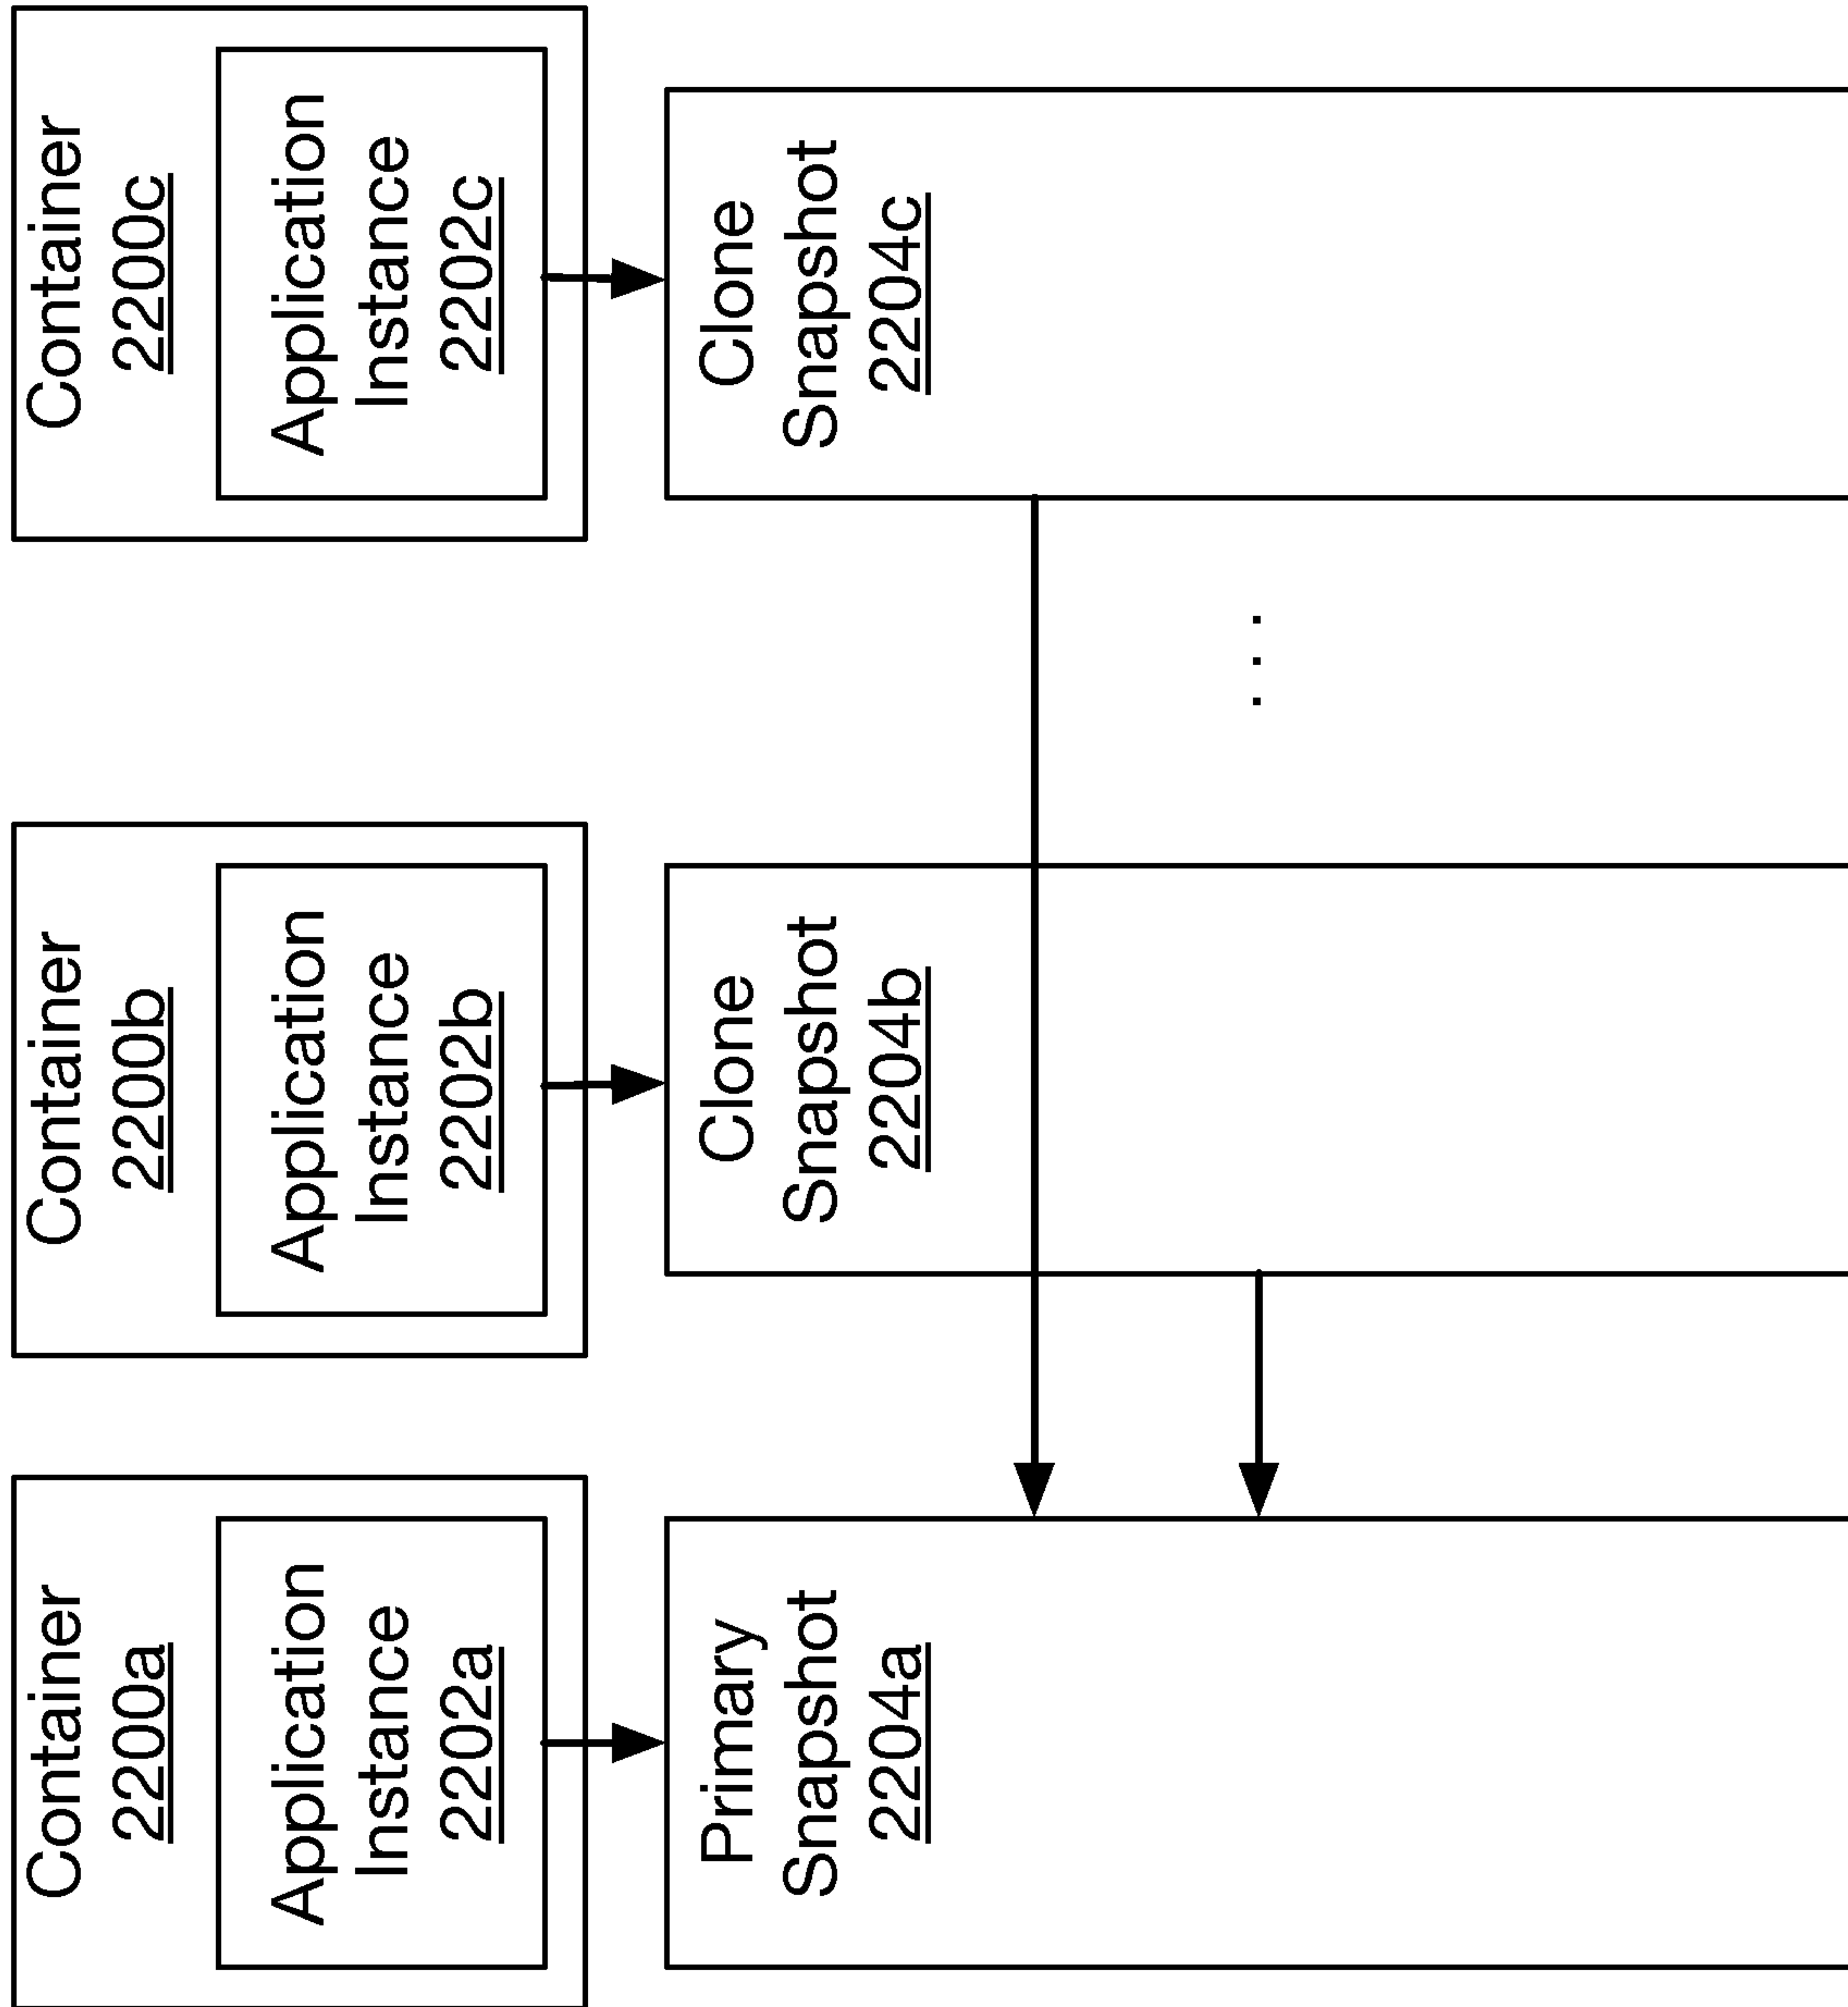 Container
2200a
Application
Instance
2202a
Primary
Snapshot
2204a
Container
2200b
Application
Instance
2202b
Clone
Snapshot
2204b
. . .
Container
2200c
Application
Instance
2202c
Clone
Snapshot
2204c